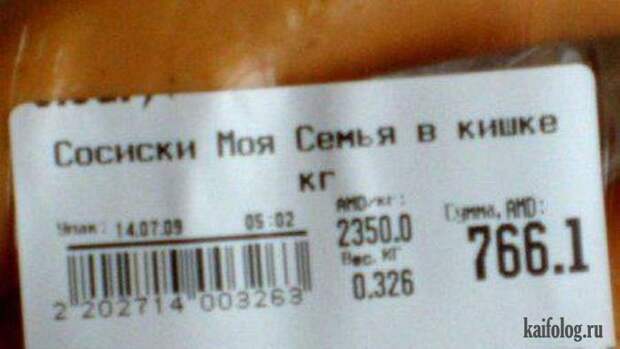 Сосиски Моя Семья в кишке
кг
Упак: 14.07.09 05:02
AMD/кг:
2350.0
Вес, КГ
0.326
Сумма, AMD:
766.1
2 202714 003263
kaifolog.ru